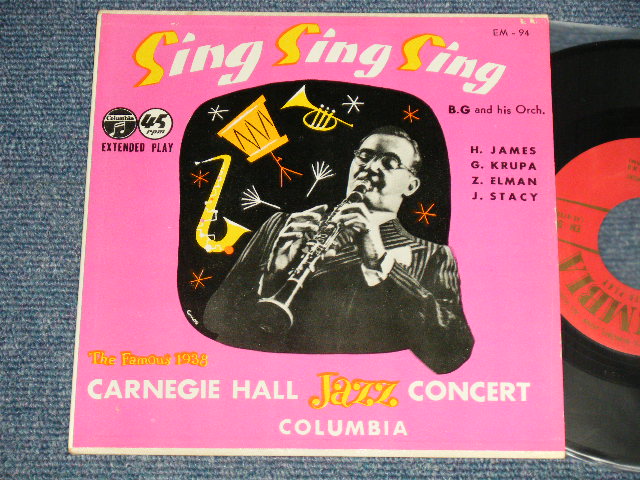 EM - 94
Sing Sing Sing
B.G and his Orch.
Columbia
45
rpm
EXTENDED PLAY
H. JAMES
G. KRUPA
Z. ELMAN
J. STACY
The Famous 1938
CARNEGIE HALL Jazz CONCERT
COLUMBIA